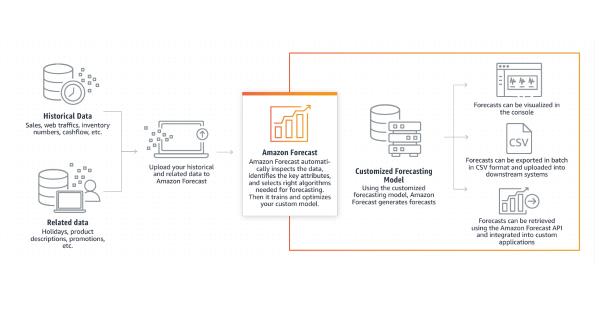 Historical Data
Sales, web traffics, inventory
numbers, cashflow, etc.
Related data
Holidays, product
descriptions, promotions,
etc.
Upload your historical
and related data to
Amazon Forecast
Amazon Forecast
Amazon Forecast automati-
cally inspects the data,
identifies the key attributes,
and selects right algorithms
needed for forecasting.
Then it trains and optimizes
your custom model.
Customized Forecasting
Model
Using the customized
forecasting model, Amazon
Forecast generates forecasts
Forecasts can be visualized in
the console
CSV
Forecasts can be exported in batch
in CSV format and uploaded into
downstream systems
Forecasts can be retrieved
using the Amazon Forecast API
and integrated into custom
applications